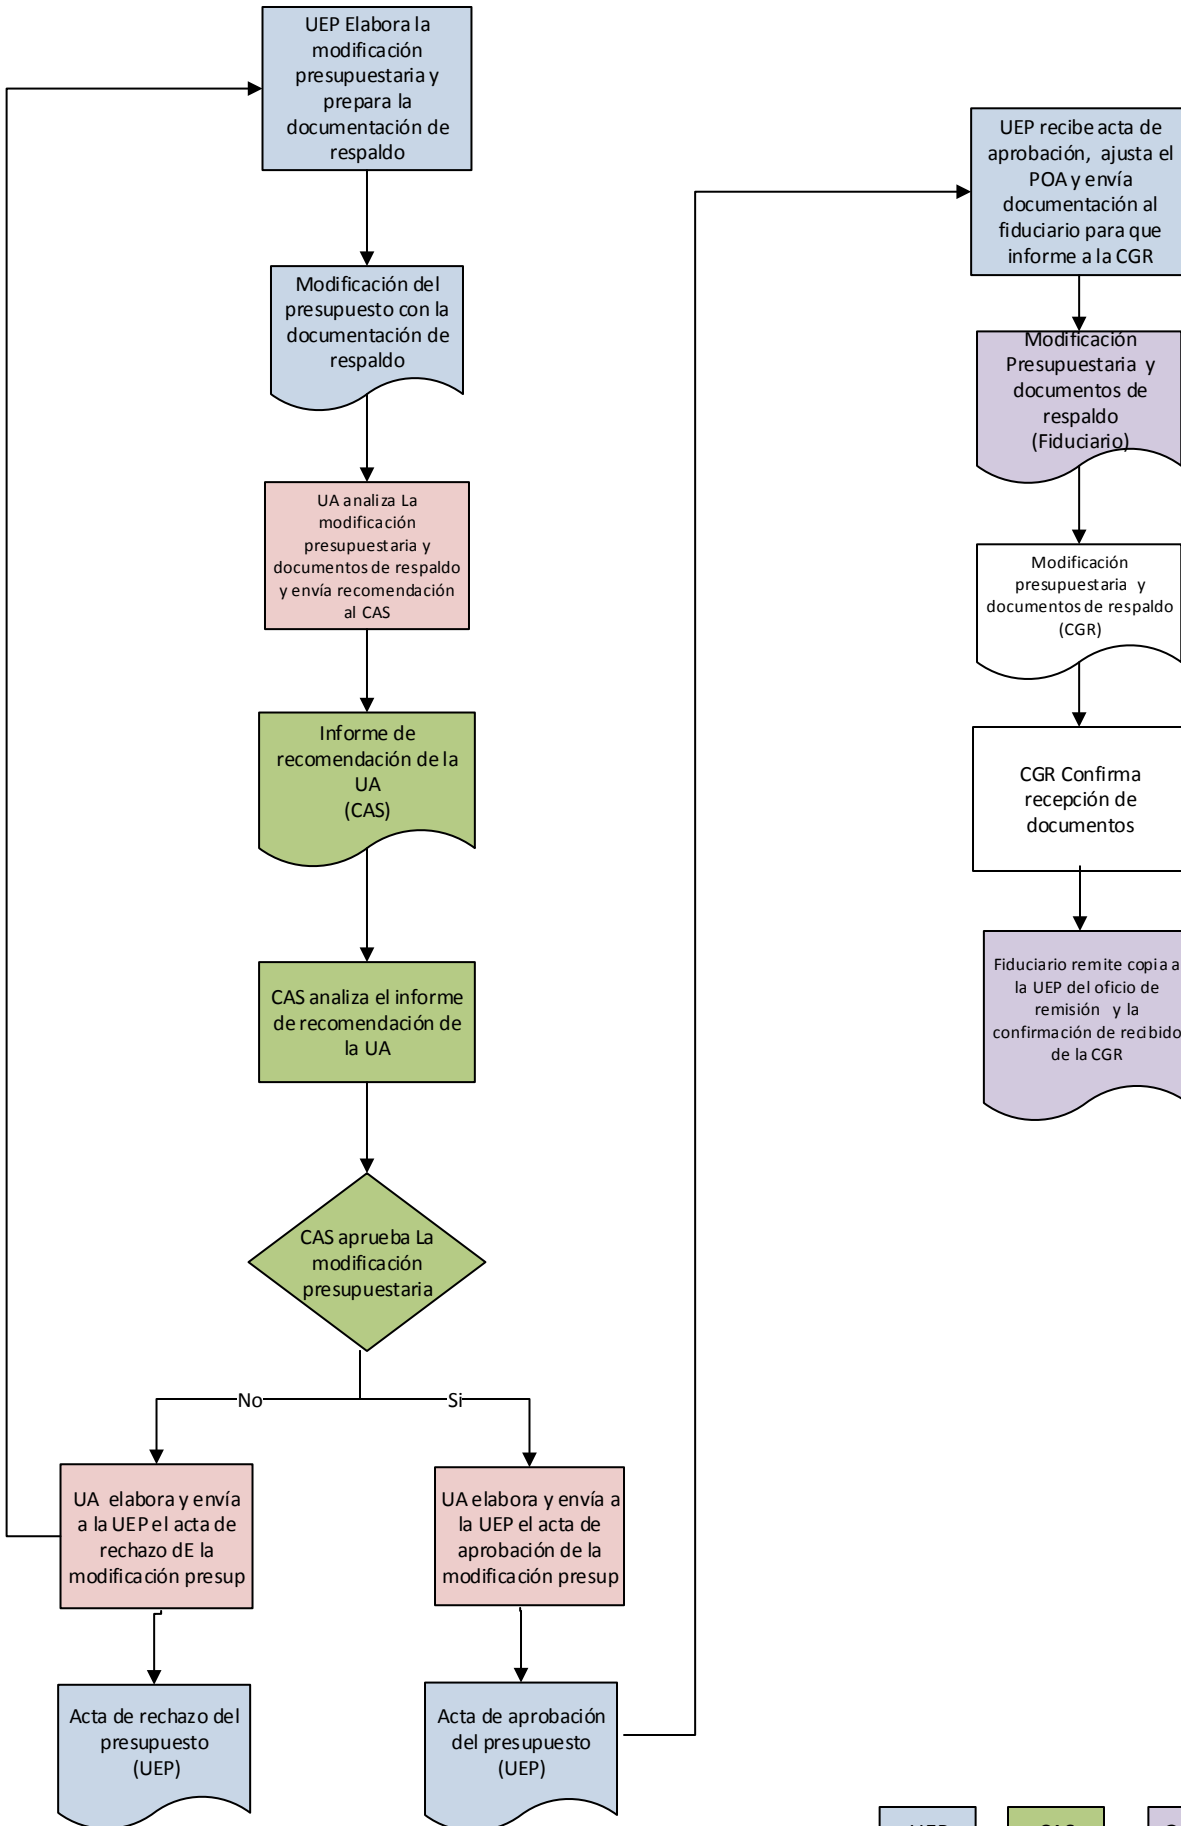 UEP Elabora la
modificación
presupuestaria y
prepara la
documentación de
respaldo
Modificación del
presupuesto con la
documentación de
respaldo
UA analiza La
modificación
presupuestaria y
documentos de respaldo
y envía recomendación
al CAS
Informe de
recomendación de la
UA
(CAS)
CAS analiza el informe
de recomendación de
la UA
CAS aprueba La
modificación
presupuestaria
No
Si
UA elabora y envía
a la UEP el acta de
rechazo dE la
modificación presup
UA elabora y envía a
la UEP el acta de
aprobación de la
modificación presup
Acta de rechazo del
presupuesto
(UEP)
Acta de aprobación
del presupuesto
(UEP)
UEP recibe acta de
aprobación, ajusta el
POA y envía
documentación al
fiduciario para que
informe a la CGR
Modificación
Presupuestaria y
documentos de
respaldo
(Fiduciario)
Modificación
presupuestaria y
documentos de respaldo
(CGR)
CGR Confirma
recepción de
documentos
Fiduciario remite copia a
la UEP del oficio de
remisión y la
confirmación de recibido
de la CGR